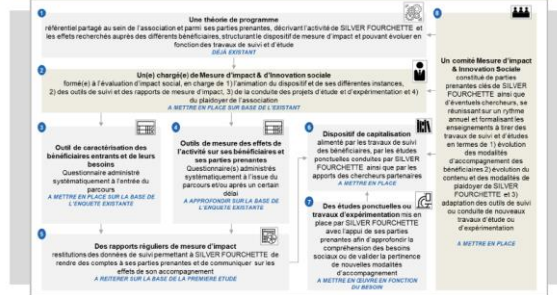 1
Une théorie de programme
référentiel partagé au sein de l'association et parmi ses parties prenantes, décrivant l'activité de SILVER FOURCHETTE et
les effets recherchés auprès des différents bénéficiaires, structurant le dispositif de mesure d'impact et pouvant évoluer en
fonction des travaux de suivi et d'étude
DÉJÀ EXISTANT
2
Un(e) chargé(e) de Mesure d'impact & d'Innovation sociale
formé(e) à l'évaluation d'impact social, en charge de 1) l'animation du dispositif et de ses différentes instances,
2) des outils de suivi et des rapports de mesure d'impact, 3) de la conduite des projets d'étude et d'expérimentation et 4)
du plaidoyer de l'association
A METTRE EN PLACE SUR BASE DE L'EXISTANT
3
Outil de caractérisation des
bénéficiaires entrants et de leurs
besoins
Questionnaire administré
systématiquement à l'entrée du
parcours
A METTRE EN PLACE SUR LA BASE DE
L'ENQUETE EXISTANTE
4
Outils de mesure des effets de
l'activité sur ses bénéficiaires et
ses parties prenantes
Questionnaire(s) administrés
systématiquement à l'issue du
parcours et/ou après un certain
délai
A APPROFONDIR SUR LA BASE DE
L'ENQUETE EXISTANTE
5
Des rapports réguliers de mesure d'impact
restitutions des données de suivi permettant à SILVER FOURCHETTE de
rendre des comptes à ses parties prenantes et de communiquer sur les
effets de son accompagnement
A REITERER SUR LA BASE DE LA PREMIERE ETUDE
6
Dispositif de capitalisation
alimenté par les travaux de suivi
des bénéficiaires, par les études
ponctuelles conduites par SILVER
FOURCHETTE ainsi que par les
apports des chercheurs partenaires
A METTRE EN PLACE
7
Des études ponctuelles ou
travaux d'expérimentation mis en
place par SILVER FOURCHETTE
avec l'appui de ses parties
prenantes afin d'approfondir la
compréhension des besoins
sociaux ou de valider la pertinence
de nouvelles modalités
d'accompagnement
A METTRE EN ŒUVRE EN FONCTION
DU BESOIN
8
Un comité Mesure d'Impact
& Innovation Sociale
constitué de parties
prenantes clés de SILVER
FOURCHETTE ainsi que
d'éventuels chercheurs, se
réunissant sur un rythme
annuel et formalisant les
enseignements à tirer des
travaux de suivi et d'études
en termes de 1) évolution
des modalités
d'accompagnement des
bénéficiaires 2) évolution du
contenu et des modalités de
plaidoyer de SILVER
FOURCHETTE et 3)
adaptation des outils de suivi
ou conduite de nouveaux
travaux d'étude ou
d'expérimentation
A METTRE EN PLACE